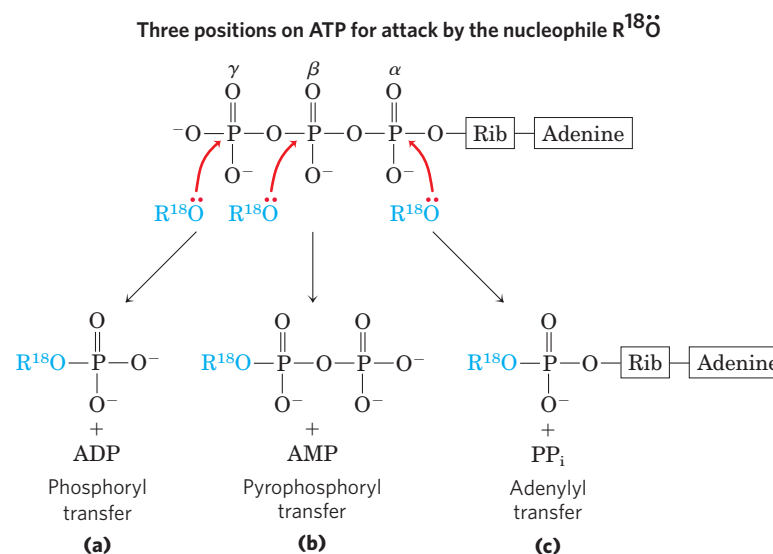 Three positions on ATP for attack by the nucleophile R¹⁸Ö
γ β α
O O O
⁻O—P—O—P—O—P—O—Rib—Adenine
O⁻ O⁻ O⁻
R¹⁸Ö R¹⁸Ö R¹⁸Ö
O O O O
R¹⁸O—P—O⁻ R¹⁸O—P—O—P—O⁻ R¹⁸O—P—O—Rib—Adenine
O⁻ O⁻ O⁻ O⁻
+ + +
ADP AMP PPᵢ
Phosphoryl Pyrophosphoryl Adenylyl
transfer transfer transfer
(a) (b) (c)